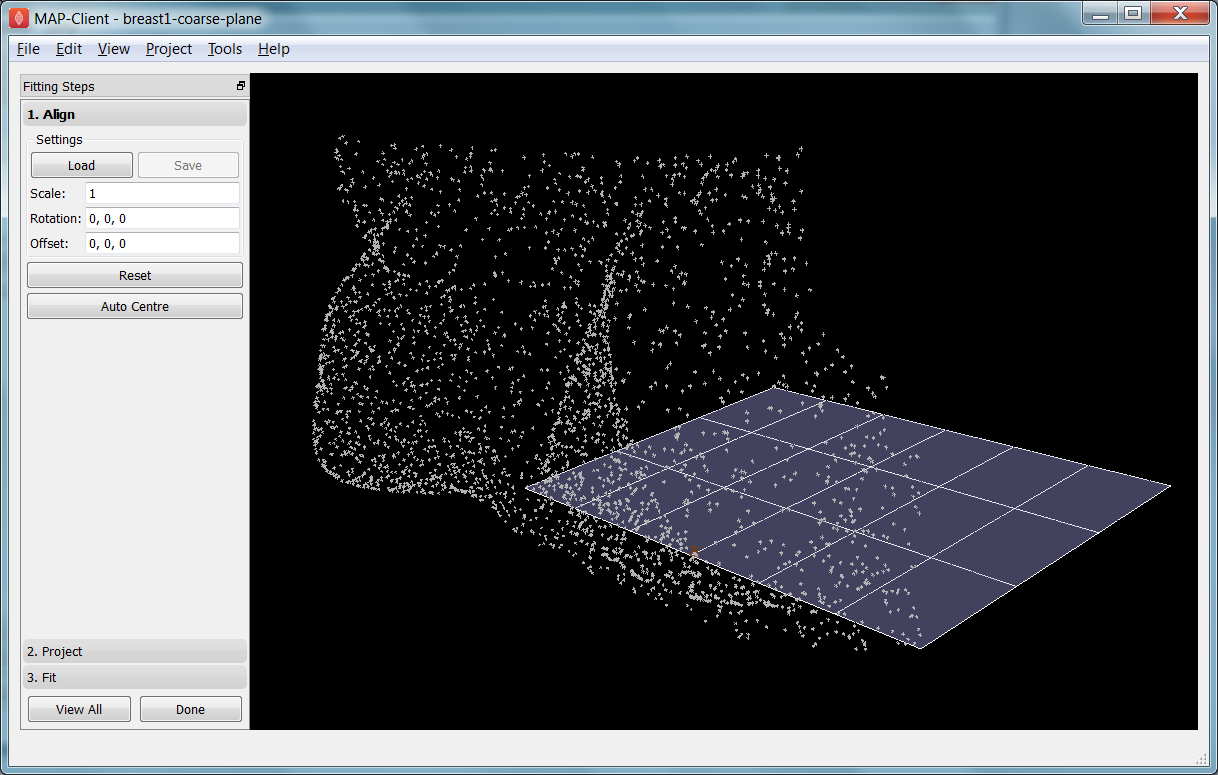 MAP-Client - breast1-coarse-plane
File Edit View Project Tools Help
Fitting Steps
1. Align
Settings
Load Save
Scale: 1
Rotation: 0, 0, 0
Offset: 0, 0, 0
Reset
Auto Centre
2. Project
3. Fit
View All Done